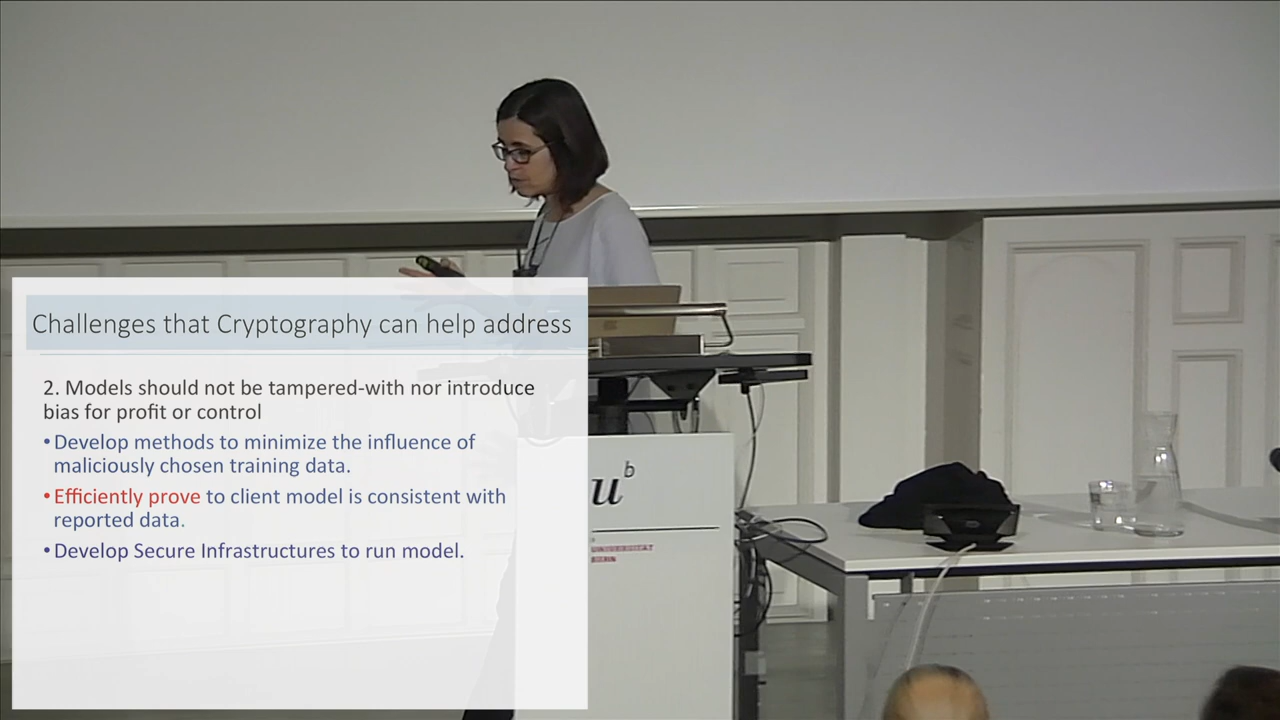 Challenges that Cryptography can help address
2. Models should not be tampered-with nor introduce
bias for profit or control
•Develop methods to minimize the influence of
maliciously chosen training data.
•Efficiently prove to client model is consistent with
reported data.
•Develop Secure Infrastructures to run model.
u
b
UNIVERSITÄT
BERN